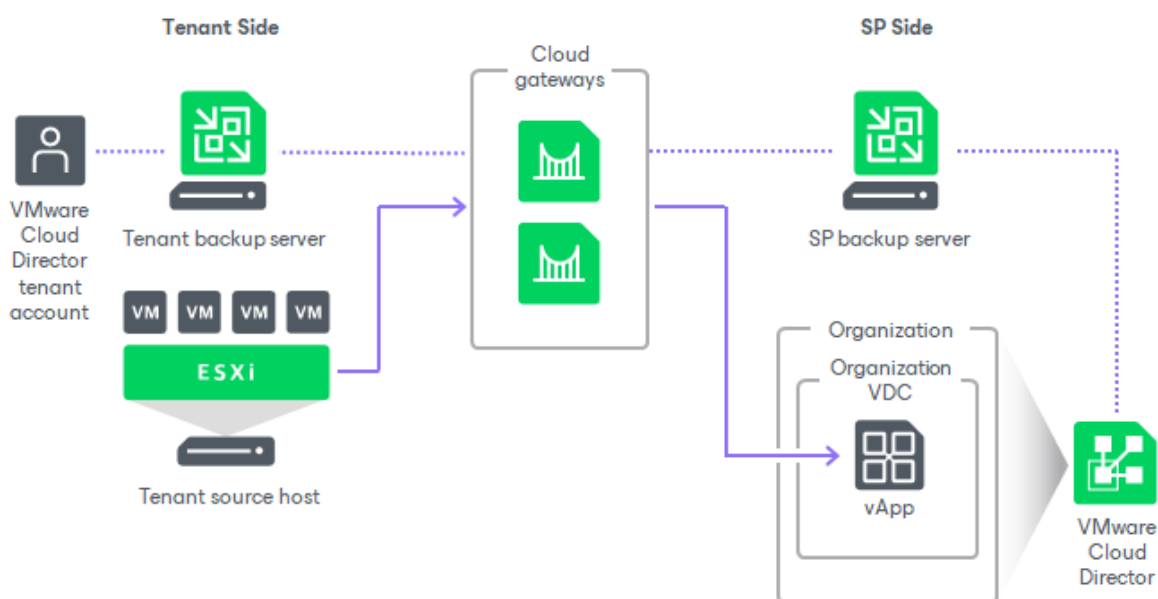 Tenant Side
SP Side
Cloud
gateways
VMware
Cloud
Director
tenant
account
Tenant backup server
SP backup server
VM VM VM VM
ESXi
Tenant source host
Organization
Organization
VDC
vApp
VMware
Cloud
Director